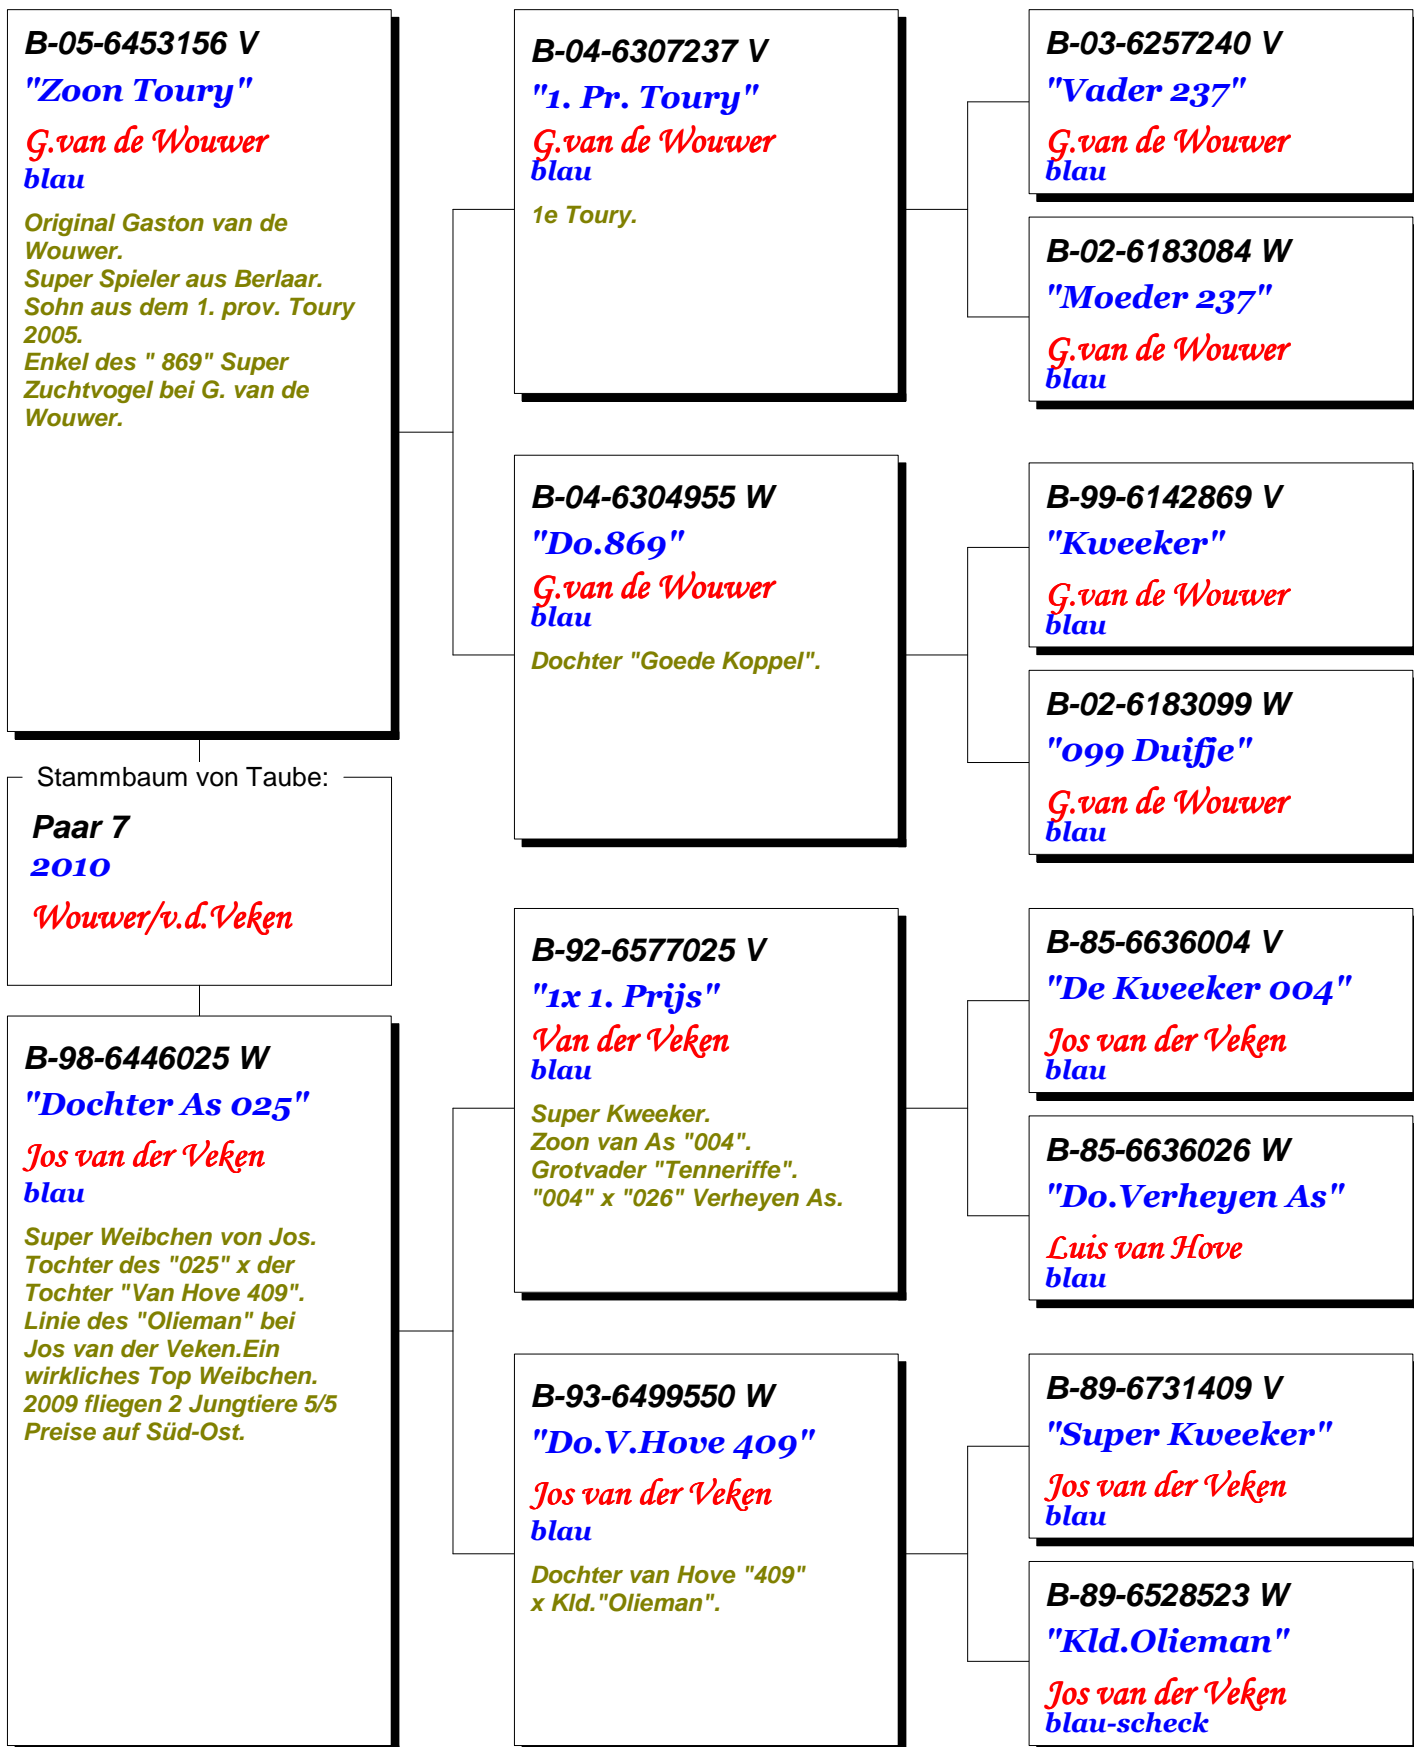 B-05-6453156 V
"Zoon Toury"
G.van de Wouwer
blau
Original Gaston van de
Wouwer.
Super Spieler aus Berlaar.
Sohn aus dem 1. prov. Toury
2005.
Enkel des " 869" Super
Zuchtvogel bei G. van de
Wouwer.
Stammbaum von Taube:
Paar 7
2010
Wouwer/v.d.Veken
B-98-6446025 W
"Dochter As 025"
Jos van der Veken
blau
Super Weibchen von Jos.
Tochter des "025" x der
Tochter "Van Hove 409".
Linie des "Olieman" bei
Jos van der Veken.Ein
wirkliches Top Weibchen.
2009 fliegen 2 Jungtiere 5/5
Preise auf Süd-Ost.
B-04-6307237 V
"1. Pr. Toury"
G.van de Wouwer
blau
1e Toury.
B-04-6304955 W
"Do.869"
G.van de Wouwer
blau
Dochter "Goede Koppel".
B-92-6577025 V
"1x 1. Prijs"
Van der Veken
blau
Super Kweeker.
Zoon van As "004".
Grotvader "Tenneriffe".
"004" x "026" Verheyen As.
B-93-6499550 W
"Do.V.Hove 409"
Jos van der Veken
blau
Dochter van Hove "409"
x Kld."Olieman".
B-03-6257240 V
"Vader 237"
G.van de Wouwer
blau
B-02-6183084 W
"Moeder 237"
G.van de Wouwer
blau
B-99-6142869 V
"Kweeker"
G.van de Wouwer
blau
B-02-6183099 W
"099 Duifje"
G.van de Wouwer
blau
B-85-6636004 V
"De Kweeker 004"
Jos van der Veken
blau
B-85-6636026 W
"Do.Verheyen As"
Luis van Hove
blau
B-89-6731409 V
"Super Kweeker"
Jos van der Veken
blau
B-89-6528523 W
"Kld.Olieman"
Jos van der Veken
blau-scheck